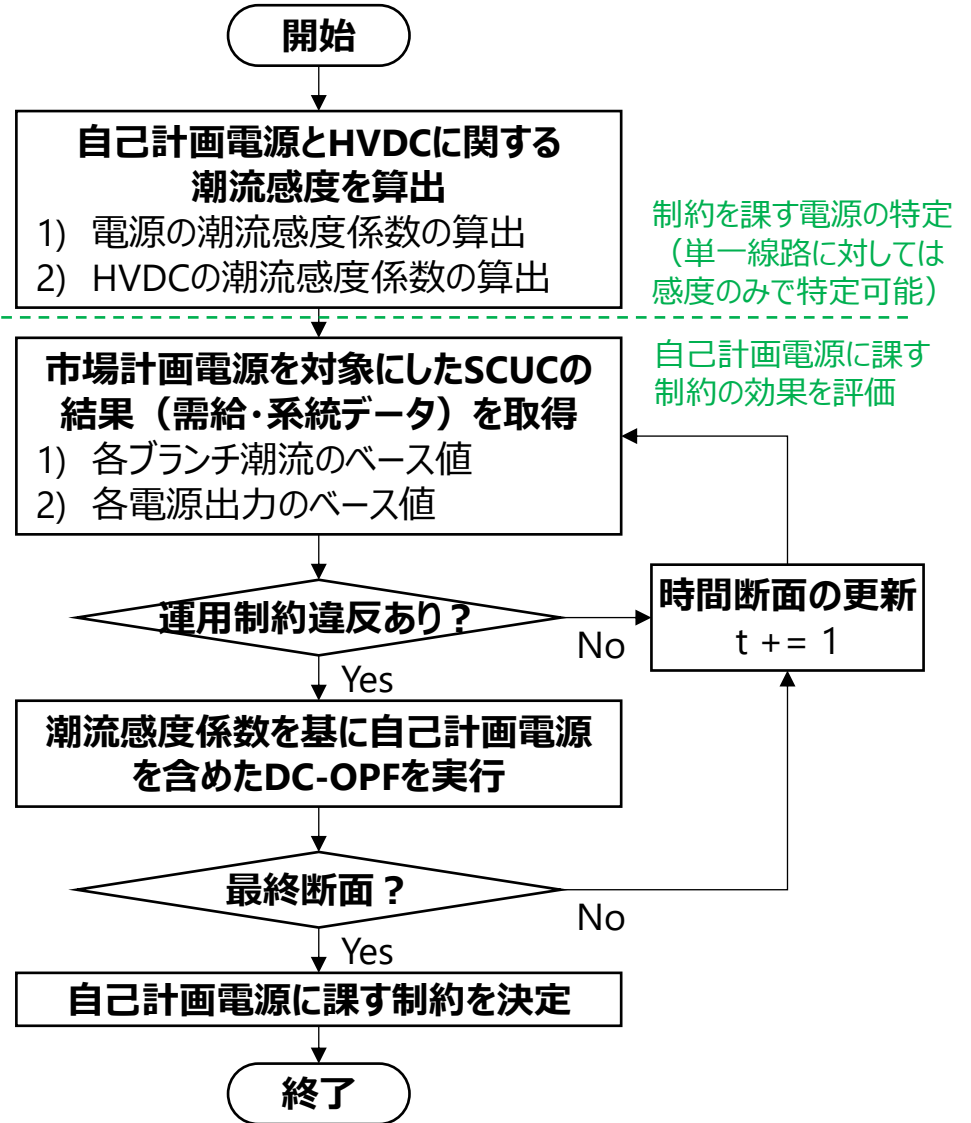 開始
自己計画電源とHVDCに関する
潮流感度を算出
1) 電源の潮流感度係数の算出
2) HVDCの潮流感度係数の算出
制約を課す電源の特定
（単一線路に対しては
感度のみで特定可能）
市場計画電源を対象にしたSCUCの
結果（需給・系統データ）を取得
1) 各ブランチ潮流のベース値
2) 各電源出力のベース値
自己計画電源に課す
制約の効果を評価
運用制約違反あり？
No
時間断面の更新
t += 1
Yes
潮流感度係数を基に自己計画電源
を含めたDC-OPFを実行
最終断面？
No
Yes
自己計画電源に課す制約を決定
終了